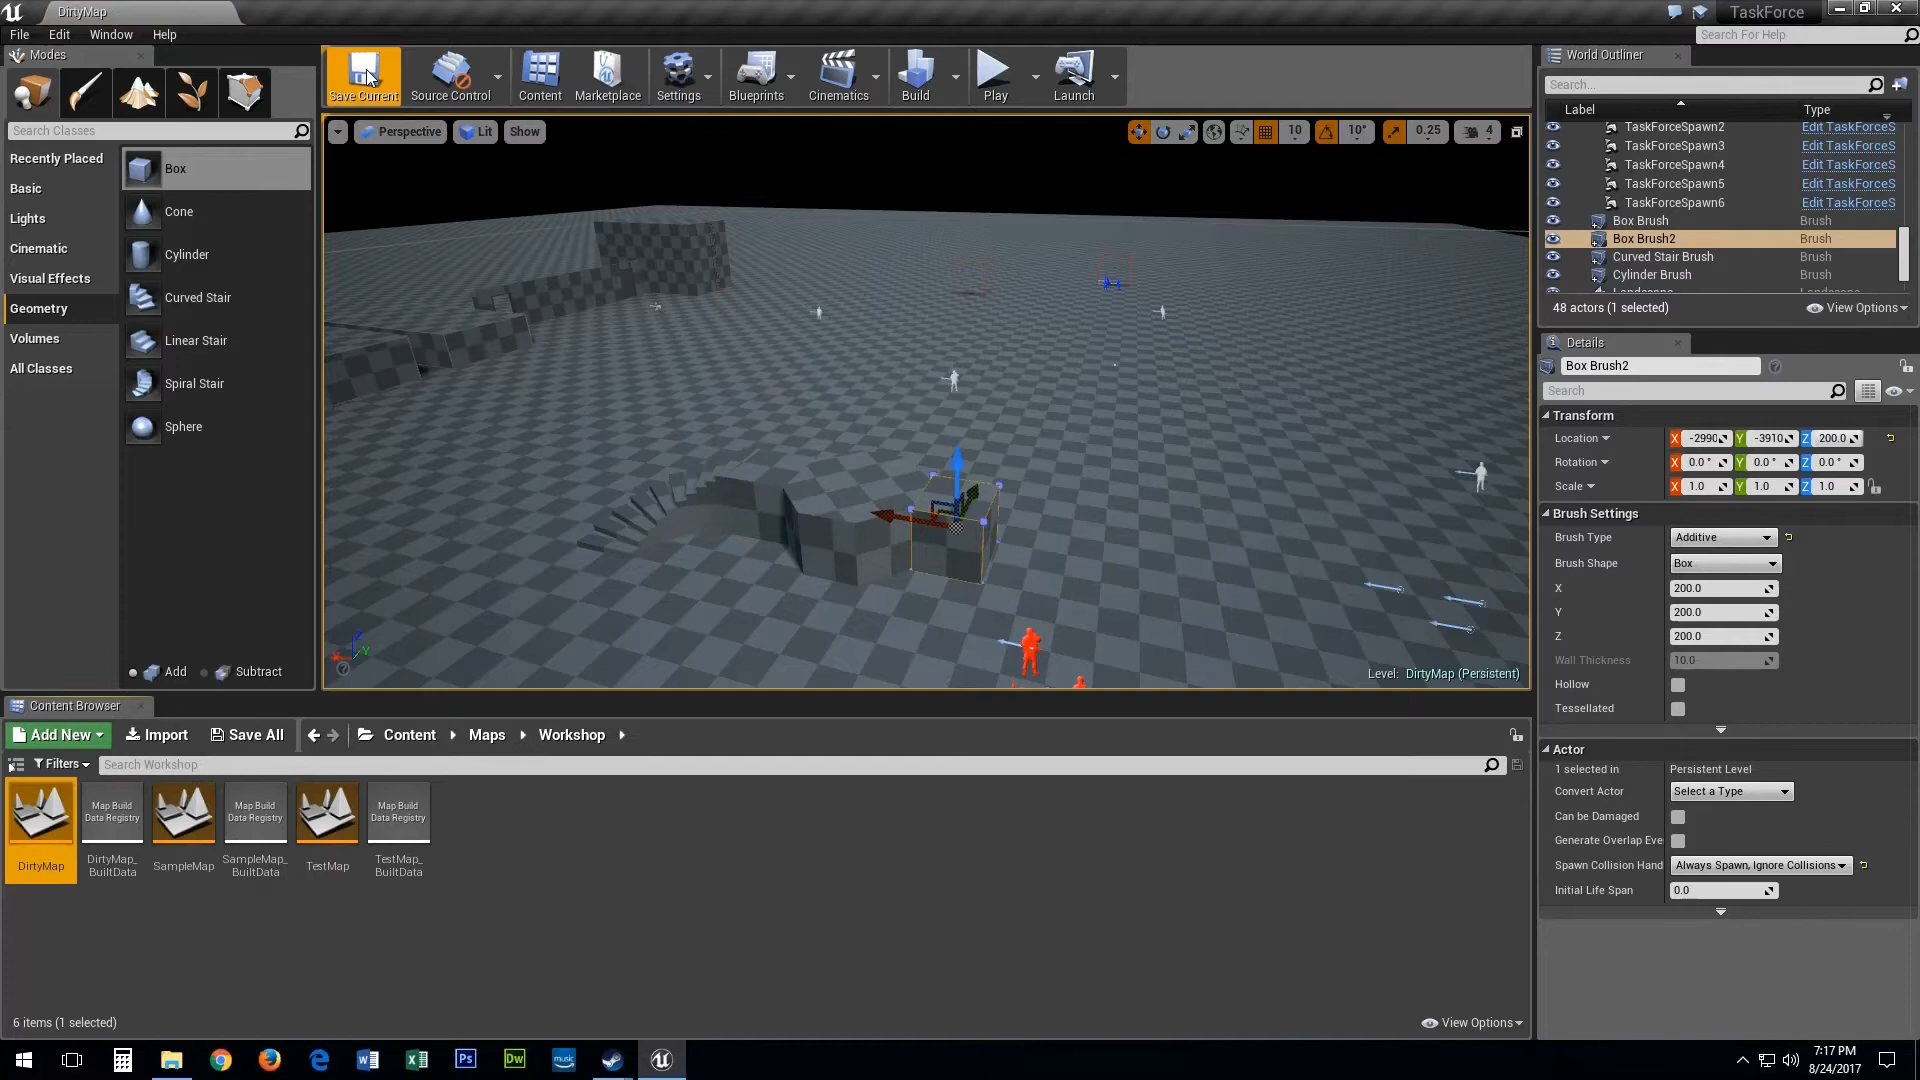 DirtyMap
TaskForce
File Edit Window Help
Search For Help
Modes
Save Current
Source Control
Content
Marketplace
Settings
Blueprints
Cinematics
Build
Play
Launch
World Outliner
Search...
Label Type
TaskForceSpawn2 Edit TaskForceS
TaskForceSpawn3 Edit TaskForceS
TaskForceSpawn4 Edit TaskForceS
TaskForceSpawn5 Edit TaskForceS
TaskForceSpawn6 Edit TaskForceS
Box Brush Brush
Box Brush2 Brush
Curved Stair Brush Brush
Cylinder Brush Brush
48 actors (1 selected) View Options
Search Classes
Recently Placed
Basic
Lights
Cinematic
Visual Effects
Geometry
Volumes
All Classes
Box
Cone
Cylinder
Curved Stair
Linear Stair
Spiral Stair
Sphere
Add Subtract
Perspective Lit Show
10 10° 0.25 4
Z
Y
Level: DirtyMap (Persistent)
Details
Box Brush2
Search
Transform
Location X -2990 Y -3910 Z 200.0
Rotation X 0.0 ° Y 0.0 ° Z 0.0 °
Scale X 1.0 Y 1.0 Z 1.0
Brush Settings
Brush Type Additive
Brush Shape Box
X 200.0
Y 200.0
Z 200.0
Wall Thickness 10.0
Hollow
Tessellated
Actor
1 selected in Persistent Level
Convert Actor Select a Type
Can be Damaged
Generate Overlap Eve
Spawn Collision Hand Always Spawn, Ignore Collisions
Initial Life Span 0.0
Content Browser
Add New Import Save All Content Maps Workshop
Filters Search Workshop
Map Build
Data Registry
Map Build
Data Registry
Map Build
Data Registry
DirtyMap
DirtyMap_
BuiltData
SampleMap
SampleMap_
BuiltData
TestMap
TestMap_
BuiltData
6 items (1 selected)
View Options
Ps
Dw
music
7:17 PM
8/24/2017